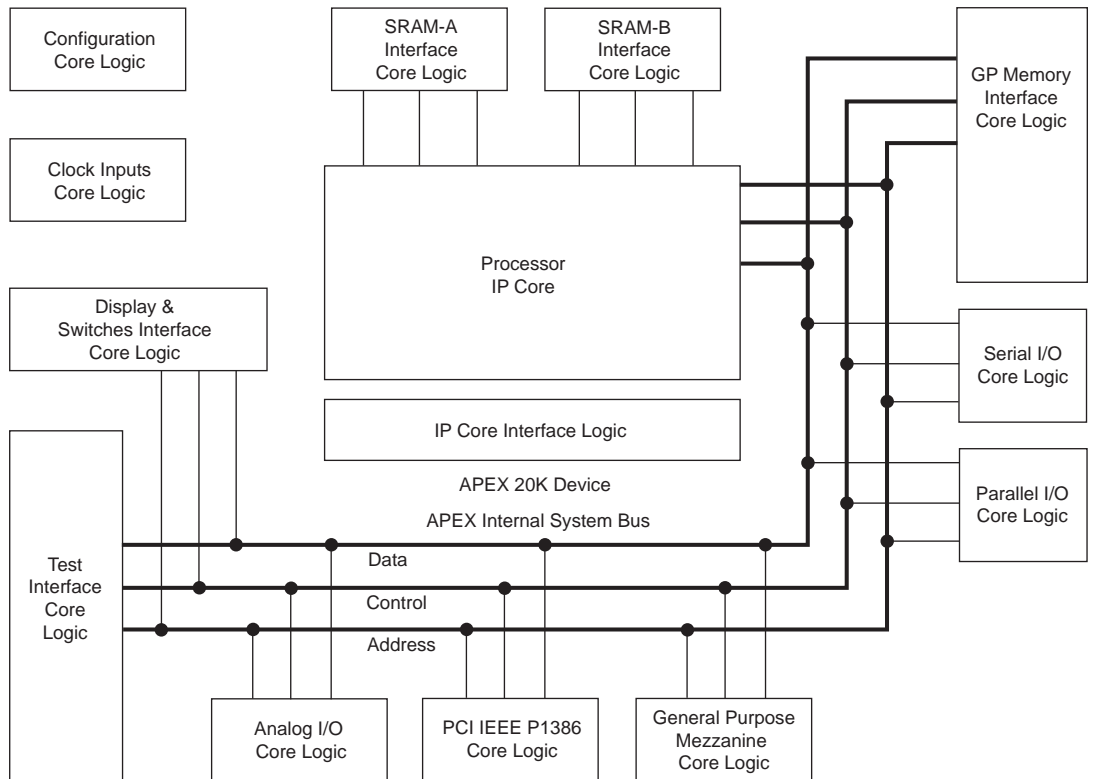 Configuration
Core Logic
SRAM-A
Interface
Core Logic
SRAM-B
Interface
Core Logic
GP Memory
Interface
Core Logic
Clock Inputs
Core Logic
Processor
IP Core
Display &
Switches Interface
Core Logic
Serial I/O
Core Logic
IP Core Interface Logic
APEX 20K Device
Parallel I/O
Core Logic
APEX Internal System Bus
Test
Interface
Core
Logic
Data
Control
Address
Analog I/O
Core Logic
PCI IEEE P1386
Core Logic
General Purpose
Mezzanine
Core Logic